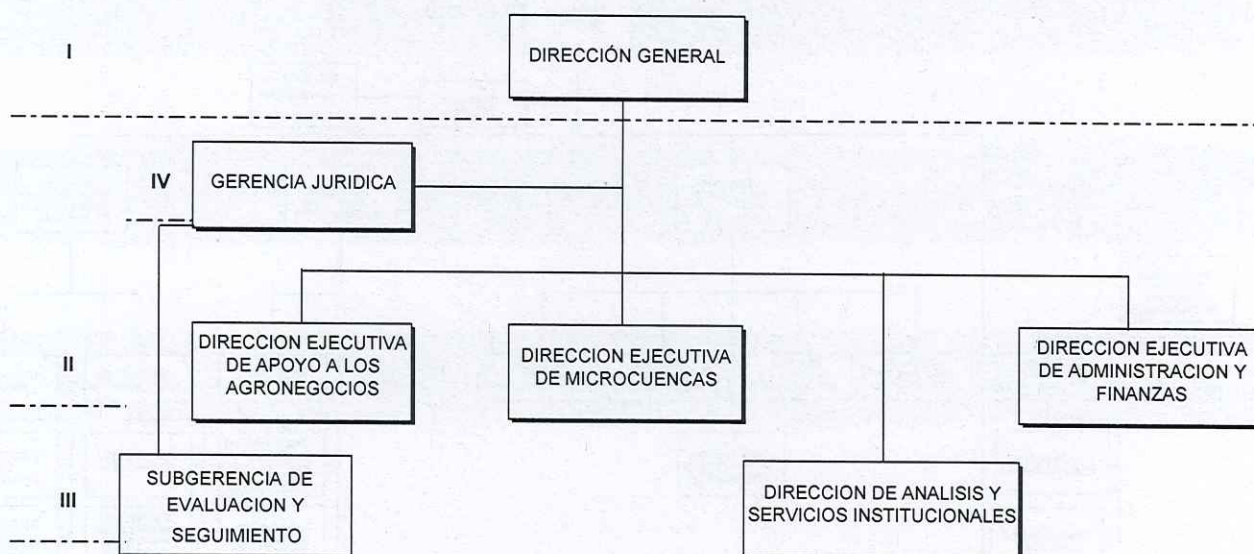 I
DIRECCIÓN GENERAL
IV
GERENCIA JURIDICA
II
DIRECCION EJECUTIVA
DE APOYO A LOS
AGRONEGOCIOS
DIRECCION EJECUTIVA
DE MICROCUENCAS
DIRECCION EJECUTIVA
DE ADMINISTRACION Y
FINANZAS
III
SUBGERENCIA DE
EVALUACION Y
SEGUIMIENTO
DIRECCION DE ANALISIS Y
SERVICIOS INSTITUCIONALES